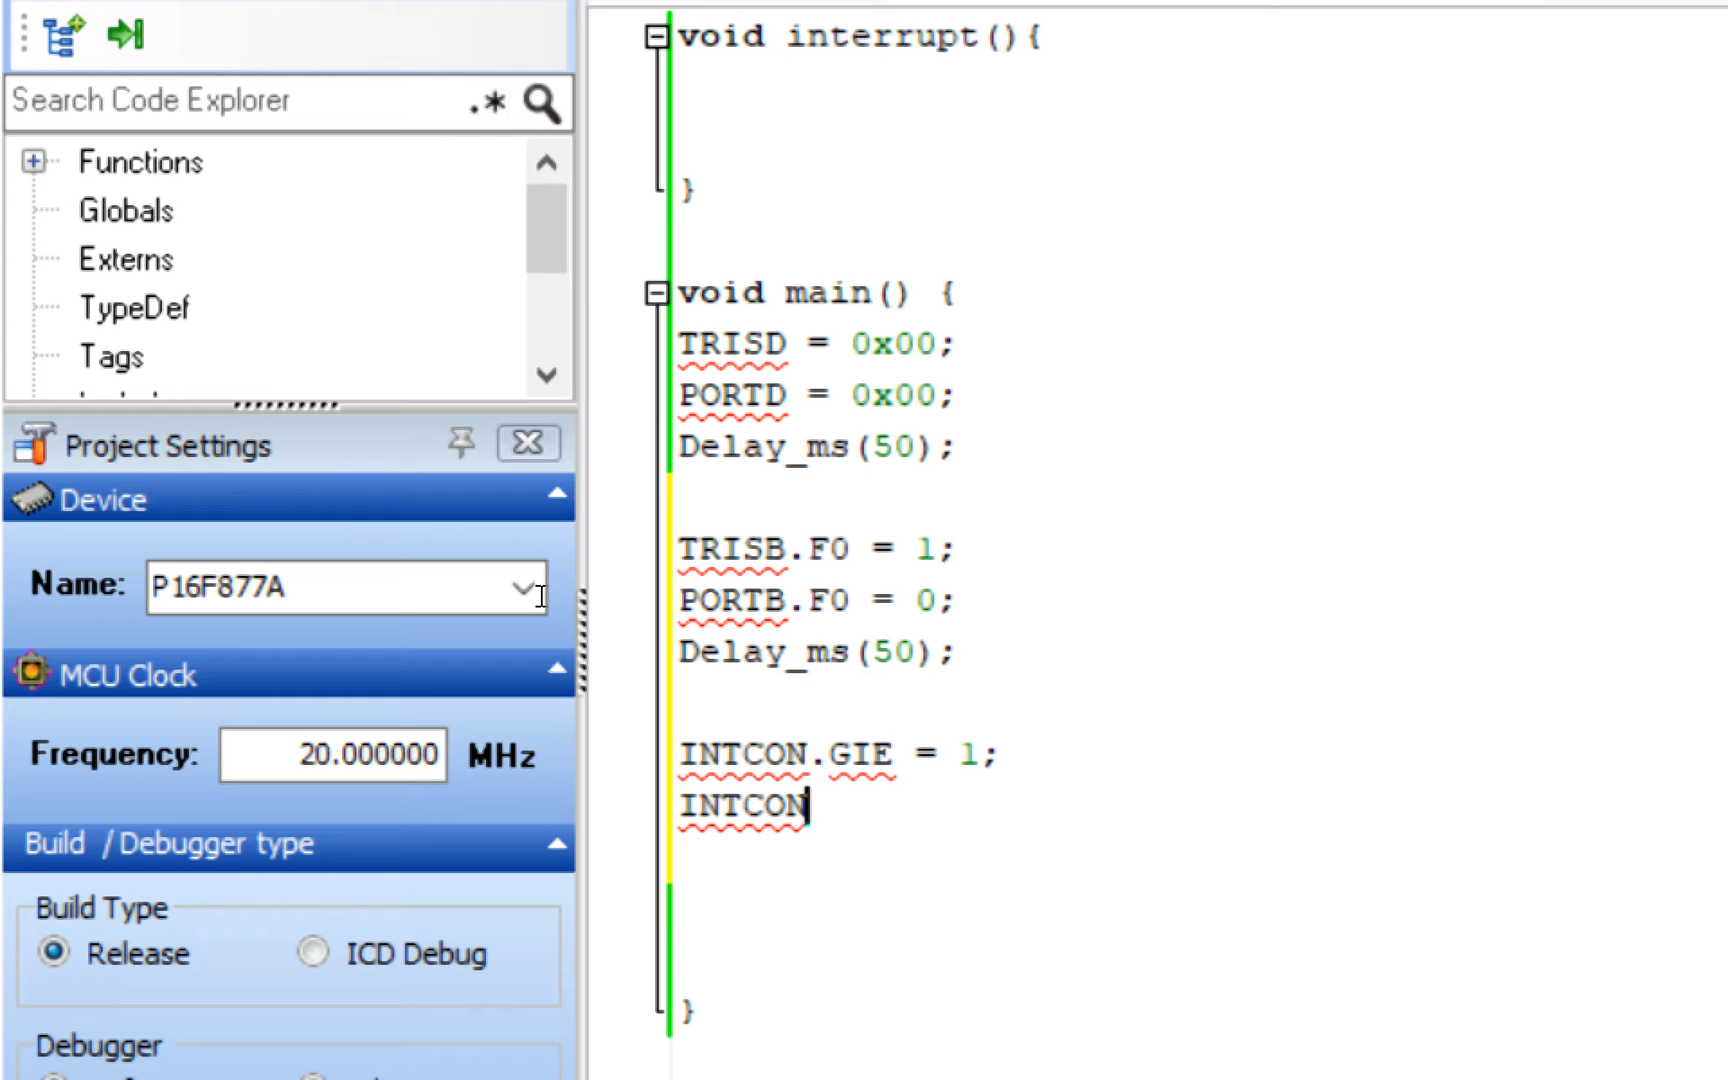 Search Code Explorer .*
Functions
Globals
Externs
TypeDef
Tags
Project Settings
Device
Name: P16F877A
MCU Clock
Frequency: 20.000000 MHz
Build / Debugger type
Build Type
Release ICD Debug
Debugger
void interrupt(){
}
void main() {
TRISD = 0x00;
PORTD = 0x00;
Delay_ms(50);
TRISB.F0 = 1;
PORTB.F0 = 0;
Delay_ms(50);
INTCON.GIE = 1;
INTCON
}